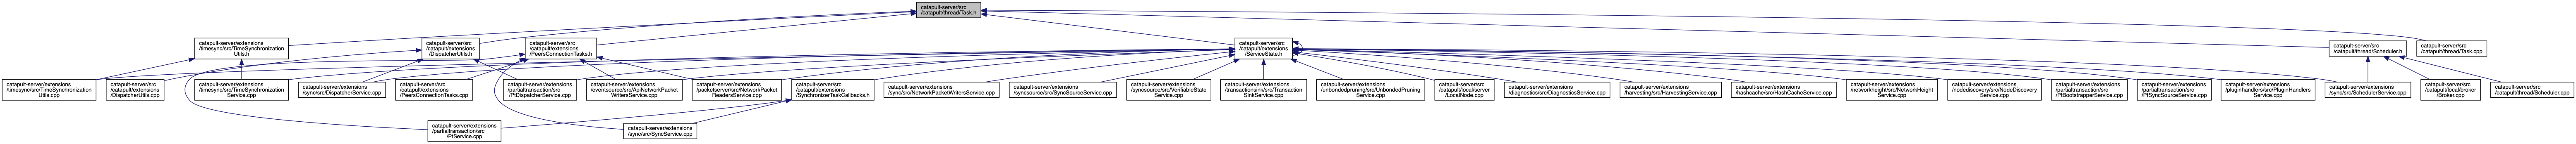 catapult-server/src
/catapult/thread/Task.h
catapult-server/extensions
/timesync/src/TimeSynchronization
Utils.h
catapult-server/src
/catapult/extensions
/DispatcherUtils.h
catapult-server/src
/catapult/extensions
/PeersConnectionTasks.h
catapult-server/src
/catapult/extensions
/ServiceState.h
catapult-server/src
/catapult/thread/Scheduler.h
catapult-server/src
/catapult/thread/Task.cpp
catapult-server/extensions
/timesync/src/TimeSynchronization
Utils.cpp
catapult-server/src
/catapult/extensions
/DispatcherUtils.cpp
catapult-server/extensions
/timesync/src/TimeSynchronization
Service.cpp
catapult-server/extensions
/sync/src/DispatcherService.cpp
catapult-server/src
/catapult/extensions
/PeersConnectionTasks.cpp
catapult-server/extensions
/partialtransaction/src
/PtDispatcherService.cpp
catapult-server/extensions
/eventsource/src/ApiNetworkPacket
WritersService.cpp
catapult-server/extensions
/packetserver/src/NetworkPacket
ReadersService.cpp
catapult-server/src
/catapult/extensions
/SynchronizerTaskCallbacks.h
catapult-server/extensions
/sync/src/NetworkPacketWritersService.cpp
catapult-server/extensions
/syncsource/src/SyncSourceService.cpp
catapult-server/extensions
/syncsource/src/VerifiableState
Service.cpp
catapult-server/extensions
/transactionsink/src/Transaction
SinkService.cpp
catapult-server/extensions
/unbondedpruning/src/UnbondedPruning
Service.cpp
catapult-server/src
/catapult/local/server
/LocalNode.cpp
catapult-server/extensions
/diagnostics/src/DiagnosticsService.cpp
catapult-server/extensions
/harvesting/src/HarvestingService.cpp
catapult-server/extensions
/hashcache/src/HashCacheService.cpp
catapult-server/extensions
/networkheight/src/NetworkHeight
Service.cpp
catapult-server/extensions
/nodediscovery/src/NodeDiscovery
Service.cpp
catapult-server/extensions
/partialtransaction/src
/PtBootstrapperService.cpp
catapult-server/extensions
/partialtransaction/src
/PtSyncSourceService.cpp
catapult-server/extensions
/pluginhandlers/src/PluginHandlers
Service.cpp
catapult-server/extensions
/sync/src/SchedulerService.cpp
catapult-server/src
/catapult/local/broker
/Broker.cpp
catapult-server/src
/catapult/thread/Scheduler.cpp
catapult-server/extensions
/partialtransaction/src
/PtService.cpp
catapult-server/extensions
/sync/src/SyncService.cpp